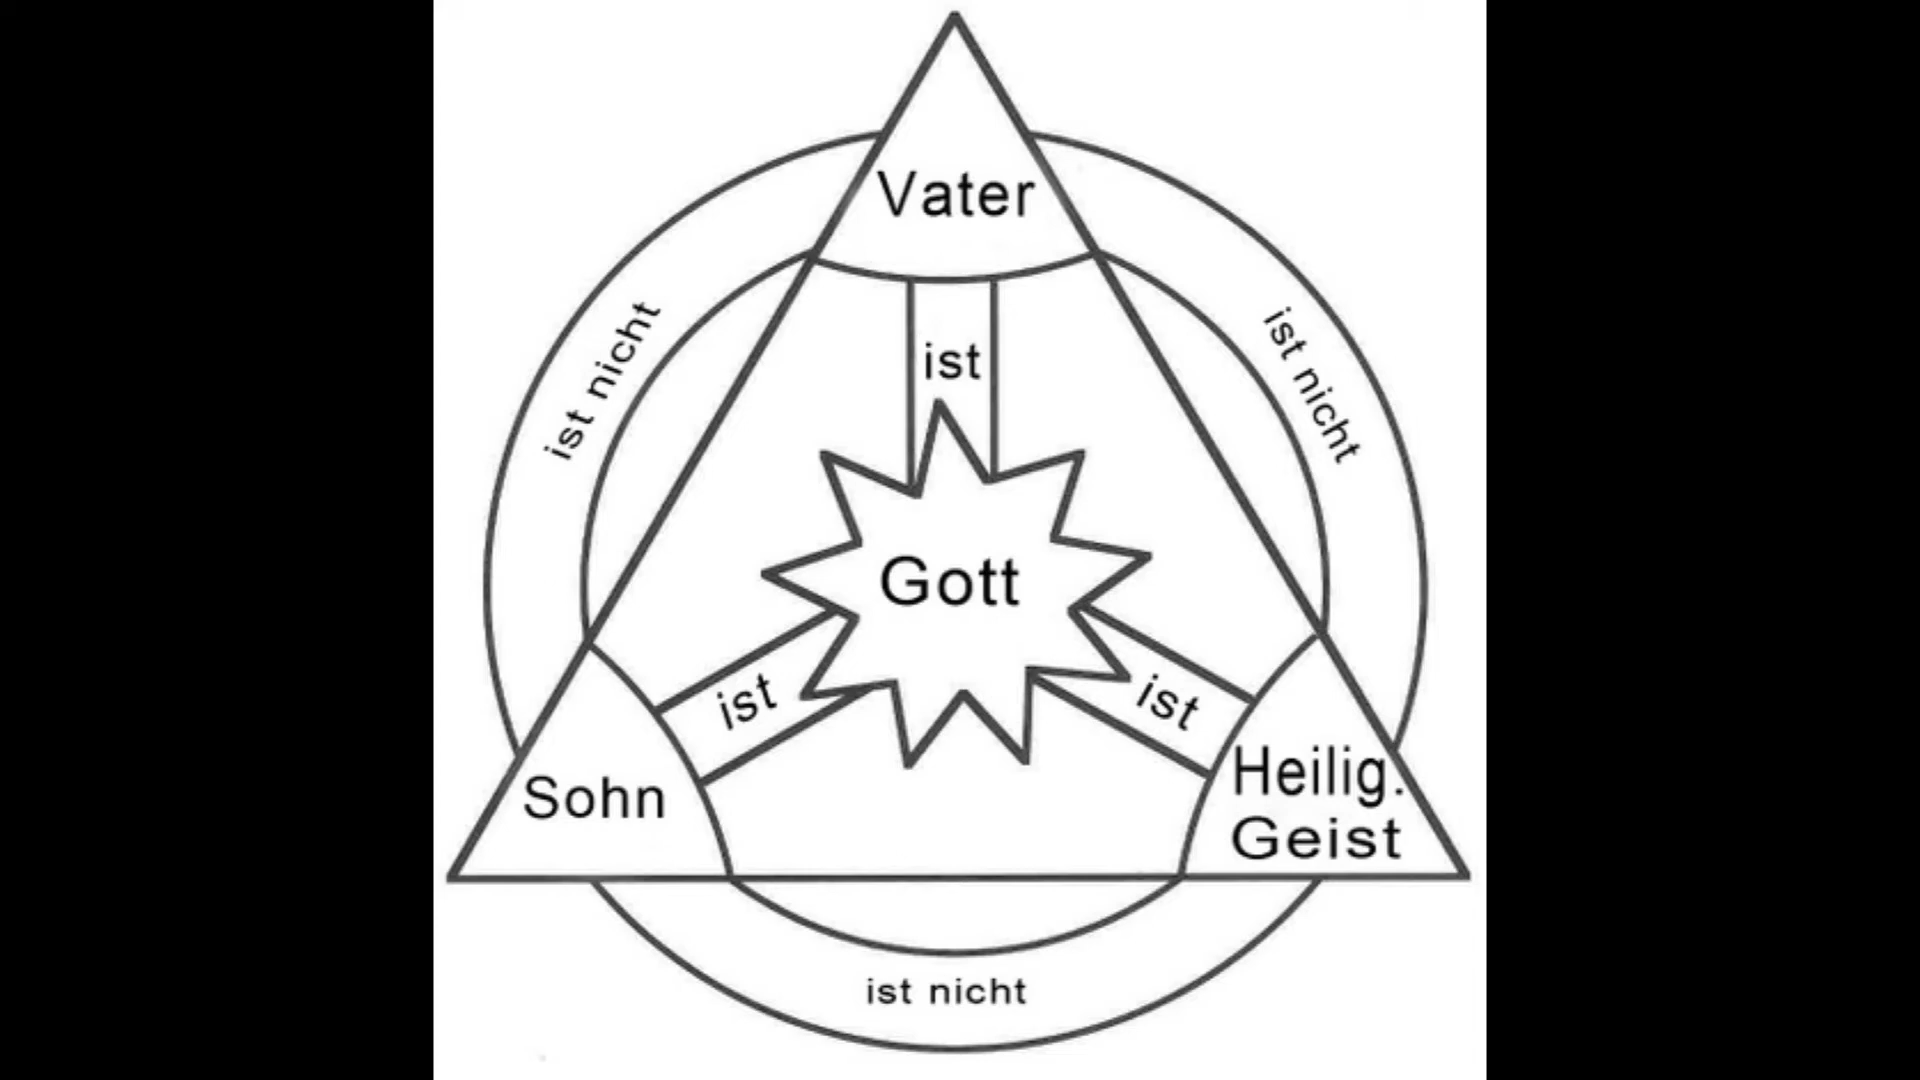 Vater
ist nicht
ist nicht
ist
Gott
ist
ist
Sohn
Heilig.
Geist
ist nicht